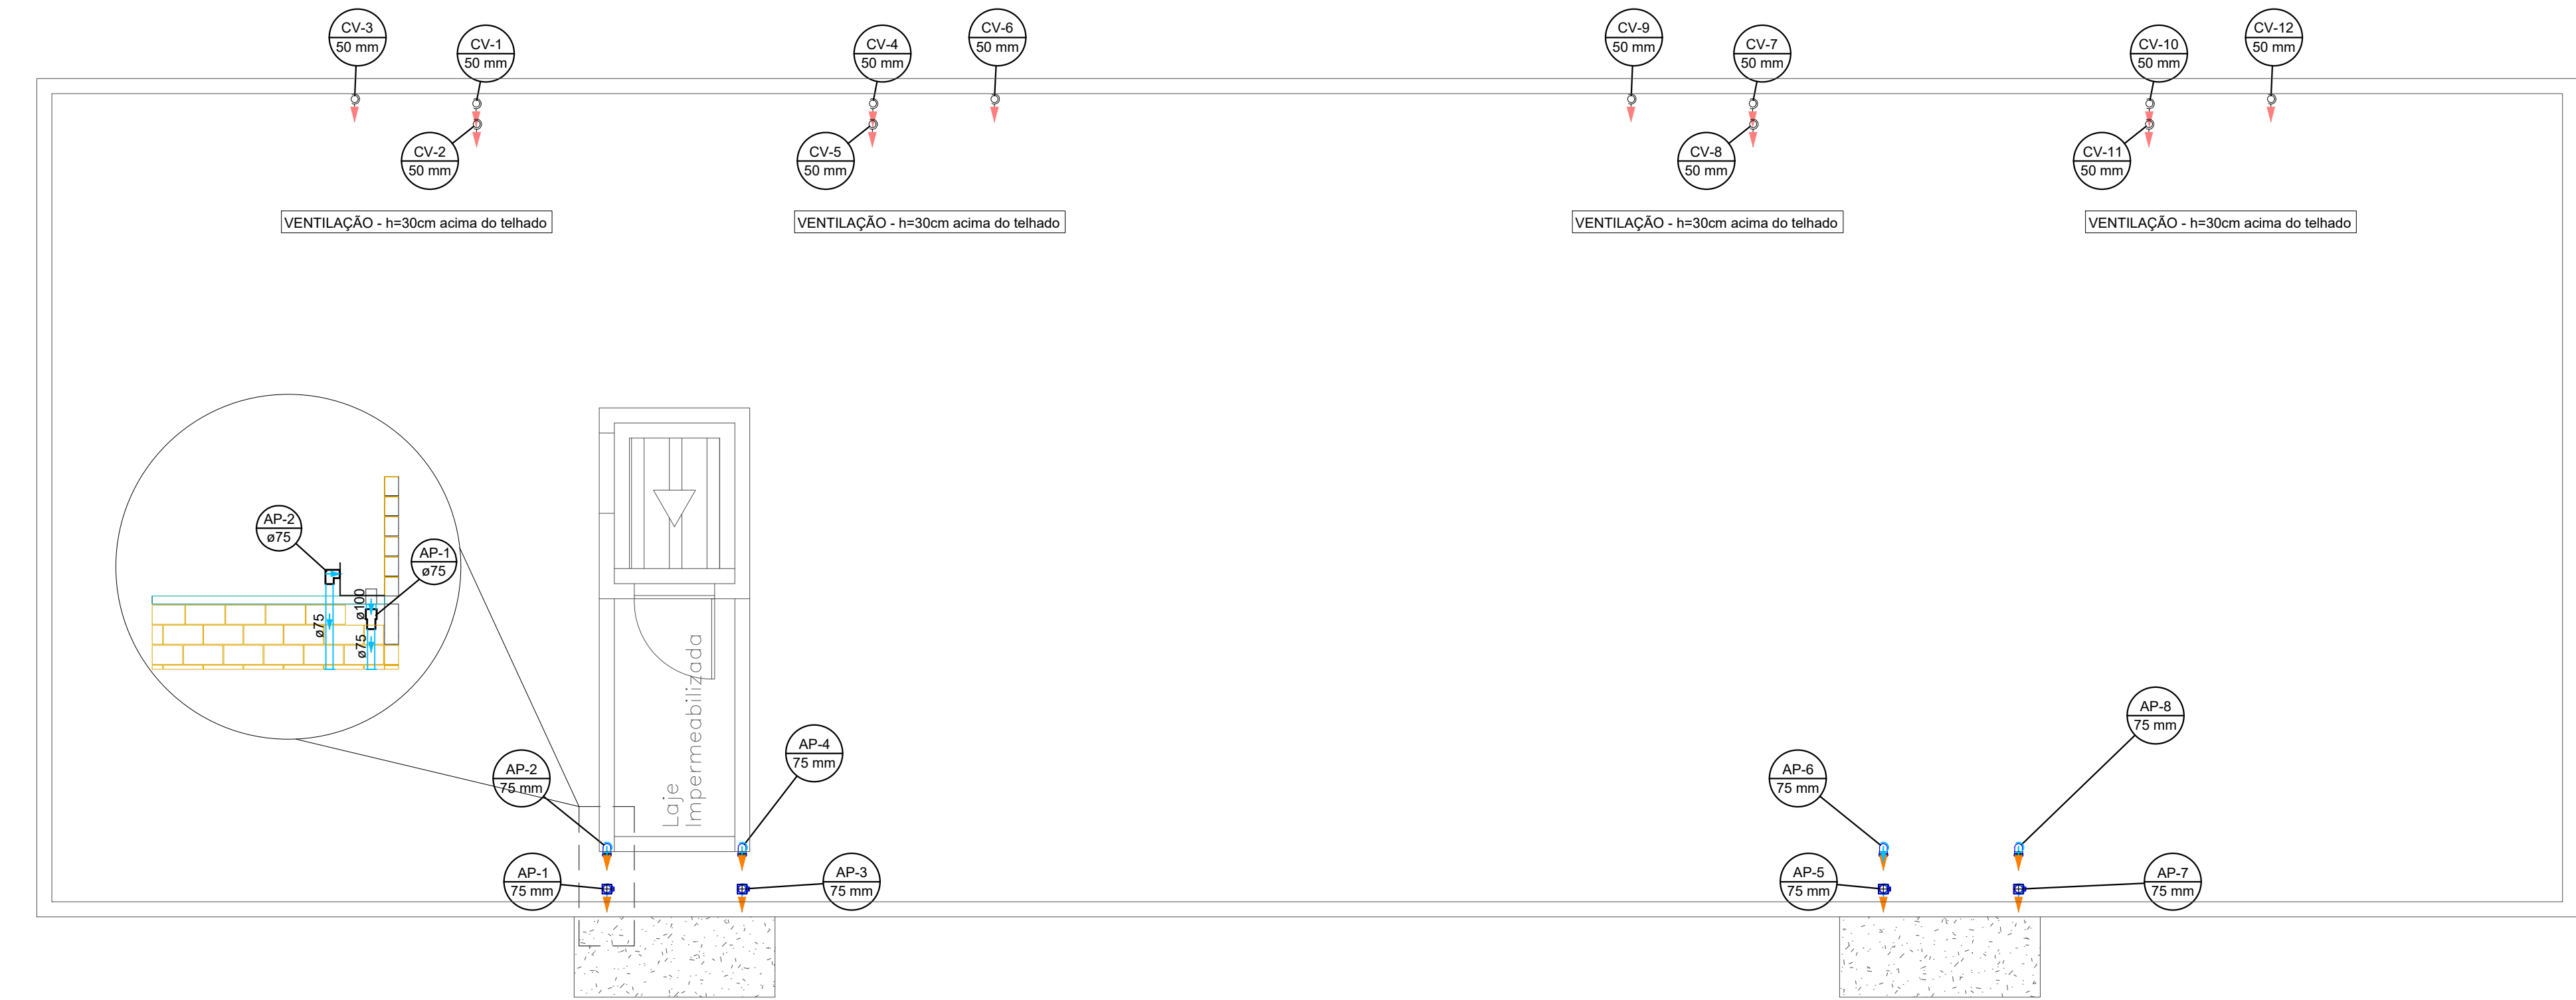 CV-3
50 mm
CV-1
50 mm
CV-4
50 mm
CV-6
50 mm
CV-9
50 mm
CV-7
50 mm
CV-10
50 mm
CV-12
50 mm
CV-2
50 mm
CV-5
50 mm
CV-8
50 mm
CV-11
50 mm
VENTILAÇÃO - h=30cm acima do telhado
VENTILAÇÃO - h=30cm acima do telhado
VENTILAÇÃO - h=30cm acima do telhado
VENTILAÇÃO - h=30cm acima do telhado
AP-2
ø75
AP-1
ø75
ø100
ø75
ø75
Laje
Impermeabilizada
AP-2
75 mm
AP-4
75 mm
AP-6
75 mm
AP-8
75 mm
AP-1
75 mm
AP-3
75 mm
AP-5
75 mm
AP-7
75 mm